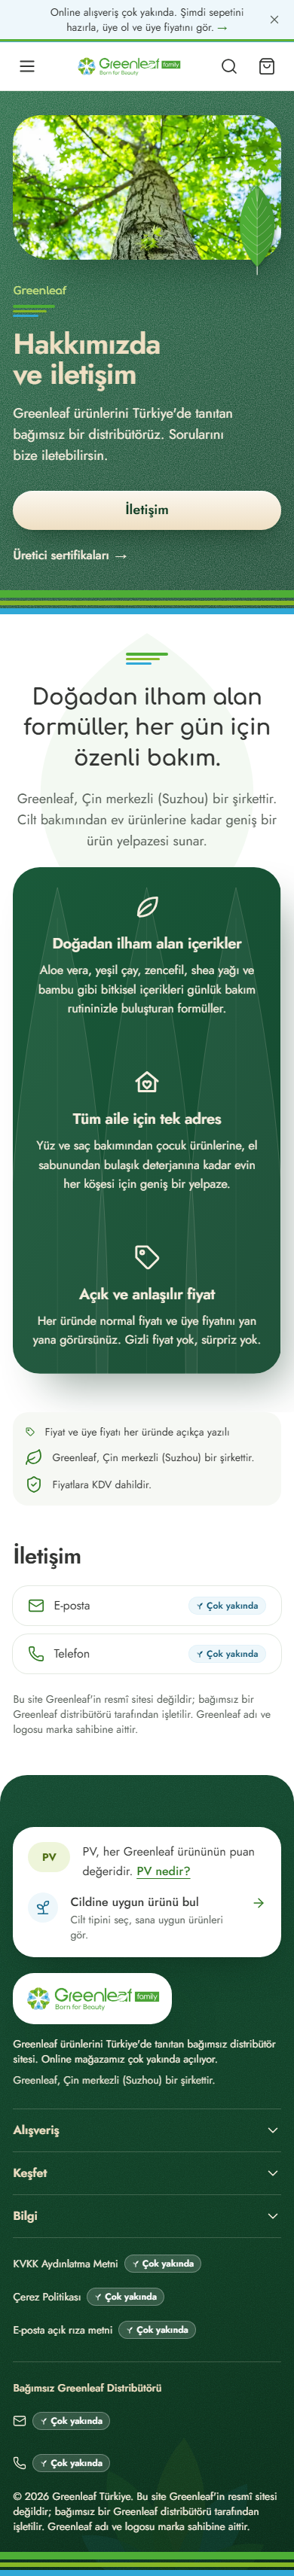 Online alışveriş çok yakında. Şimdi sepetini
hazırla, üye ol ve üye fiyatını gör. →
Greenleaf family
Born for Beauty
Greenleaf
Hakkımızda
ve iletişim
Greenleaf ürünlerini Türkiye'de tanıtan
bağımsız bir distribütörüz. Sorularını
bize iletebilirsin.
İletişim
Üretici sertifikaları →
Doğadan ilham alan
formüller, her gün için
özenli bakım.
Greenleaf, Çin merkezli (Suzhou) bir şirkettir.
Cilt bakımından ev ürünlerine kadar geniş bir
ürün yelpazesi sunar.
Doğadan ilham alan içerikler
Aloe vera, yeşil çay, zencefil, shea yağı ve
bambu gibi bitkisel içerikleri günlük bakım
rutininizle buluşturan formüller.
Tüm aile için tek adres
Yüz ve saç bakımından çocuk ürünlerine, el
sabunundan bulaşık deterjanına kadar evin
her köşesi için geniş bir yelpaze.
Açık ve anlaşılır fiyat
Her üründe normal fiyatı ve üye fiyatını yan
yana görürsünüz. Gizli fiyat yok, sürpriz yok.
Fiyat ve üye fiyatı her üründe açıkça yazılı
Greenleaf, Çin merkezli (Suzhou) bir şirkettir.
Fiyatlara KDV dahildir.
İletişim
E-posta Çok yakında
Telefon Çok yakında
Bu site Greenleaf'in resmî sitesi değildir; bağımsız bir
Greenleaf distribütörü tarafından işletilir. Greenleaf adı ve
logosu marka sahibine aittir.
PV PV, her Greenleaf ürününün puan
değeridir. PV nedir?
Cildine uygun ürünü bul →
Cilt tipini seç, sana uygun ürünleri
gör.
Greenleaf family
Born for Beauty
Greenleaf ürünlerini Türkiye'de tanıtan bağımsız distribütör
sitesi. Online mağazamız çok yakında açılıyor.
Greenleaf, Çin merkezli (Suzhou) bir şirkettir.
Alışveriş
Keşfet
Bilgi
KVKK Aydınlatma Metni Çok yakında
Çerez Politikası Çok yakında
E-posta açık rıza metni Çok yakında
Bağımsız Greenleaf Distribütörü
Çok yakında
Çok yakında
© 2026 Greenleaf Türkiye. Bu site Greenleaf'in resmî sitesi
değildir; bağımsız bir Greenleaf distribütörü tarafından
işletilir. Greenleaf adı ve logosu marka sahibine aittir.